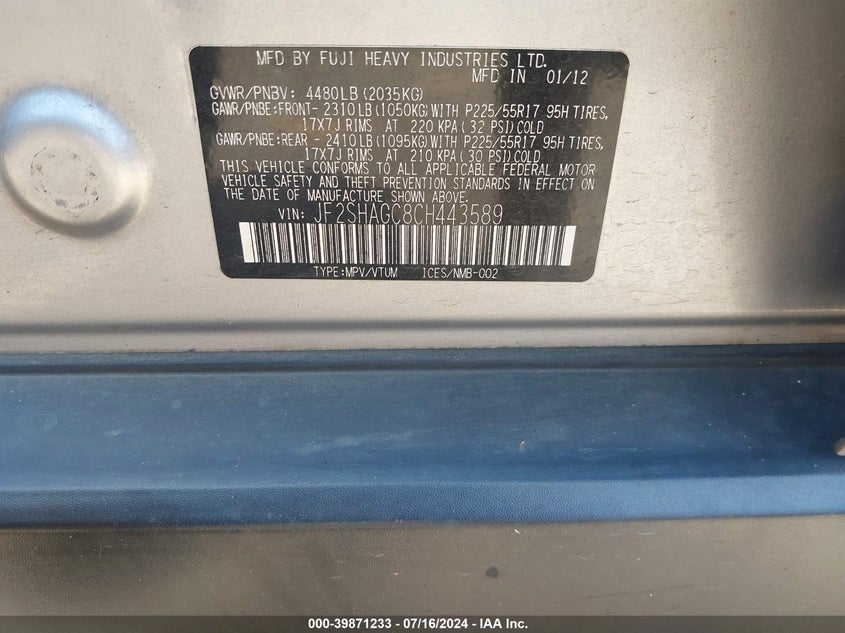 MFD BY FUJI HEAVY INDUSTRIES LTD.
MFD IN 01/12
GVWR/PNBV: 4480LB(2035KG)
GAWR/PNBE:FRONT- 2310LB(1050KG)WITH P225/55R17 95H TIRES,
17X7J RIMS AT 220 KPA(32 PSI)COLD
GAWR/PNBE:REAR - 2410LB(1095KG)WITH P225/55R17 95H TIRES,
17X7J RIMS AT 210 KPA(30 PSI)COLD
THIS VEHICLE CONFORMS TO ALL APPLICABLE FEDERAL MOTOR
VEHICLE SAFETY AND THEFT PREVENTION STANDARDS IN EFFECT ON
THE DATE OF MANUFACTURE SHOWN ABOVE.
VIN: JF2SHAGC8CH443589
TYPE:MPV/VTUM ICES/NMB-002
000-39871233 - 07/16/2024 - IAA Inc.